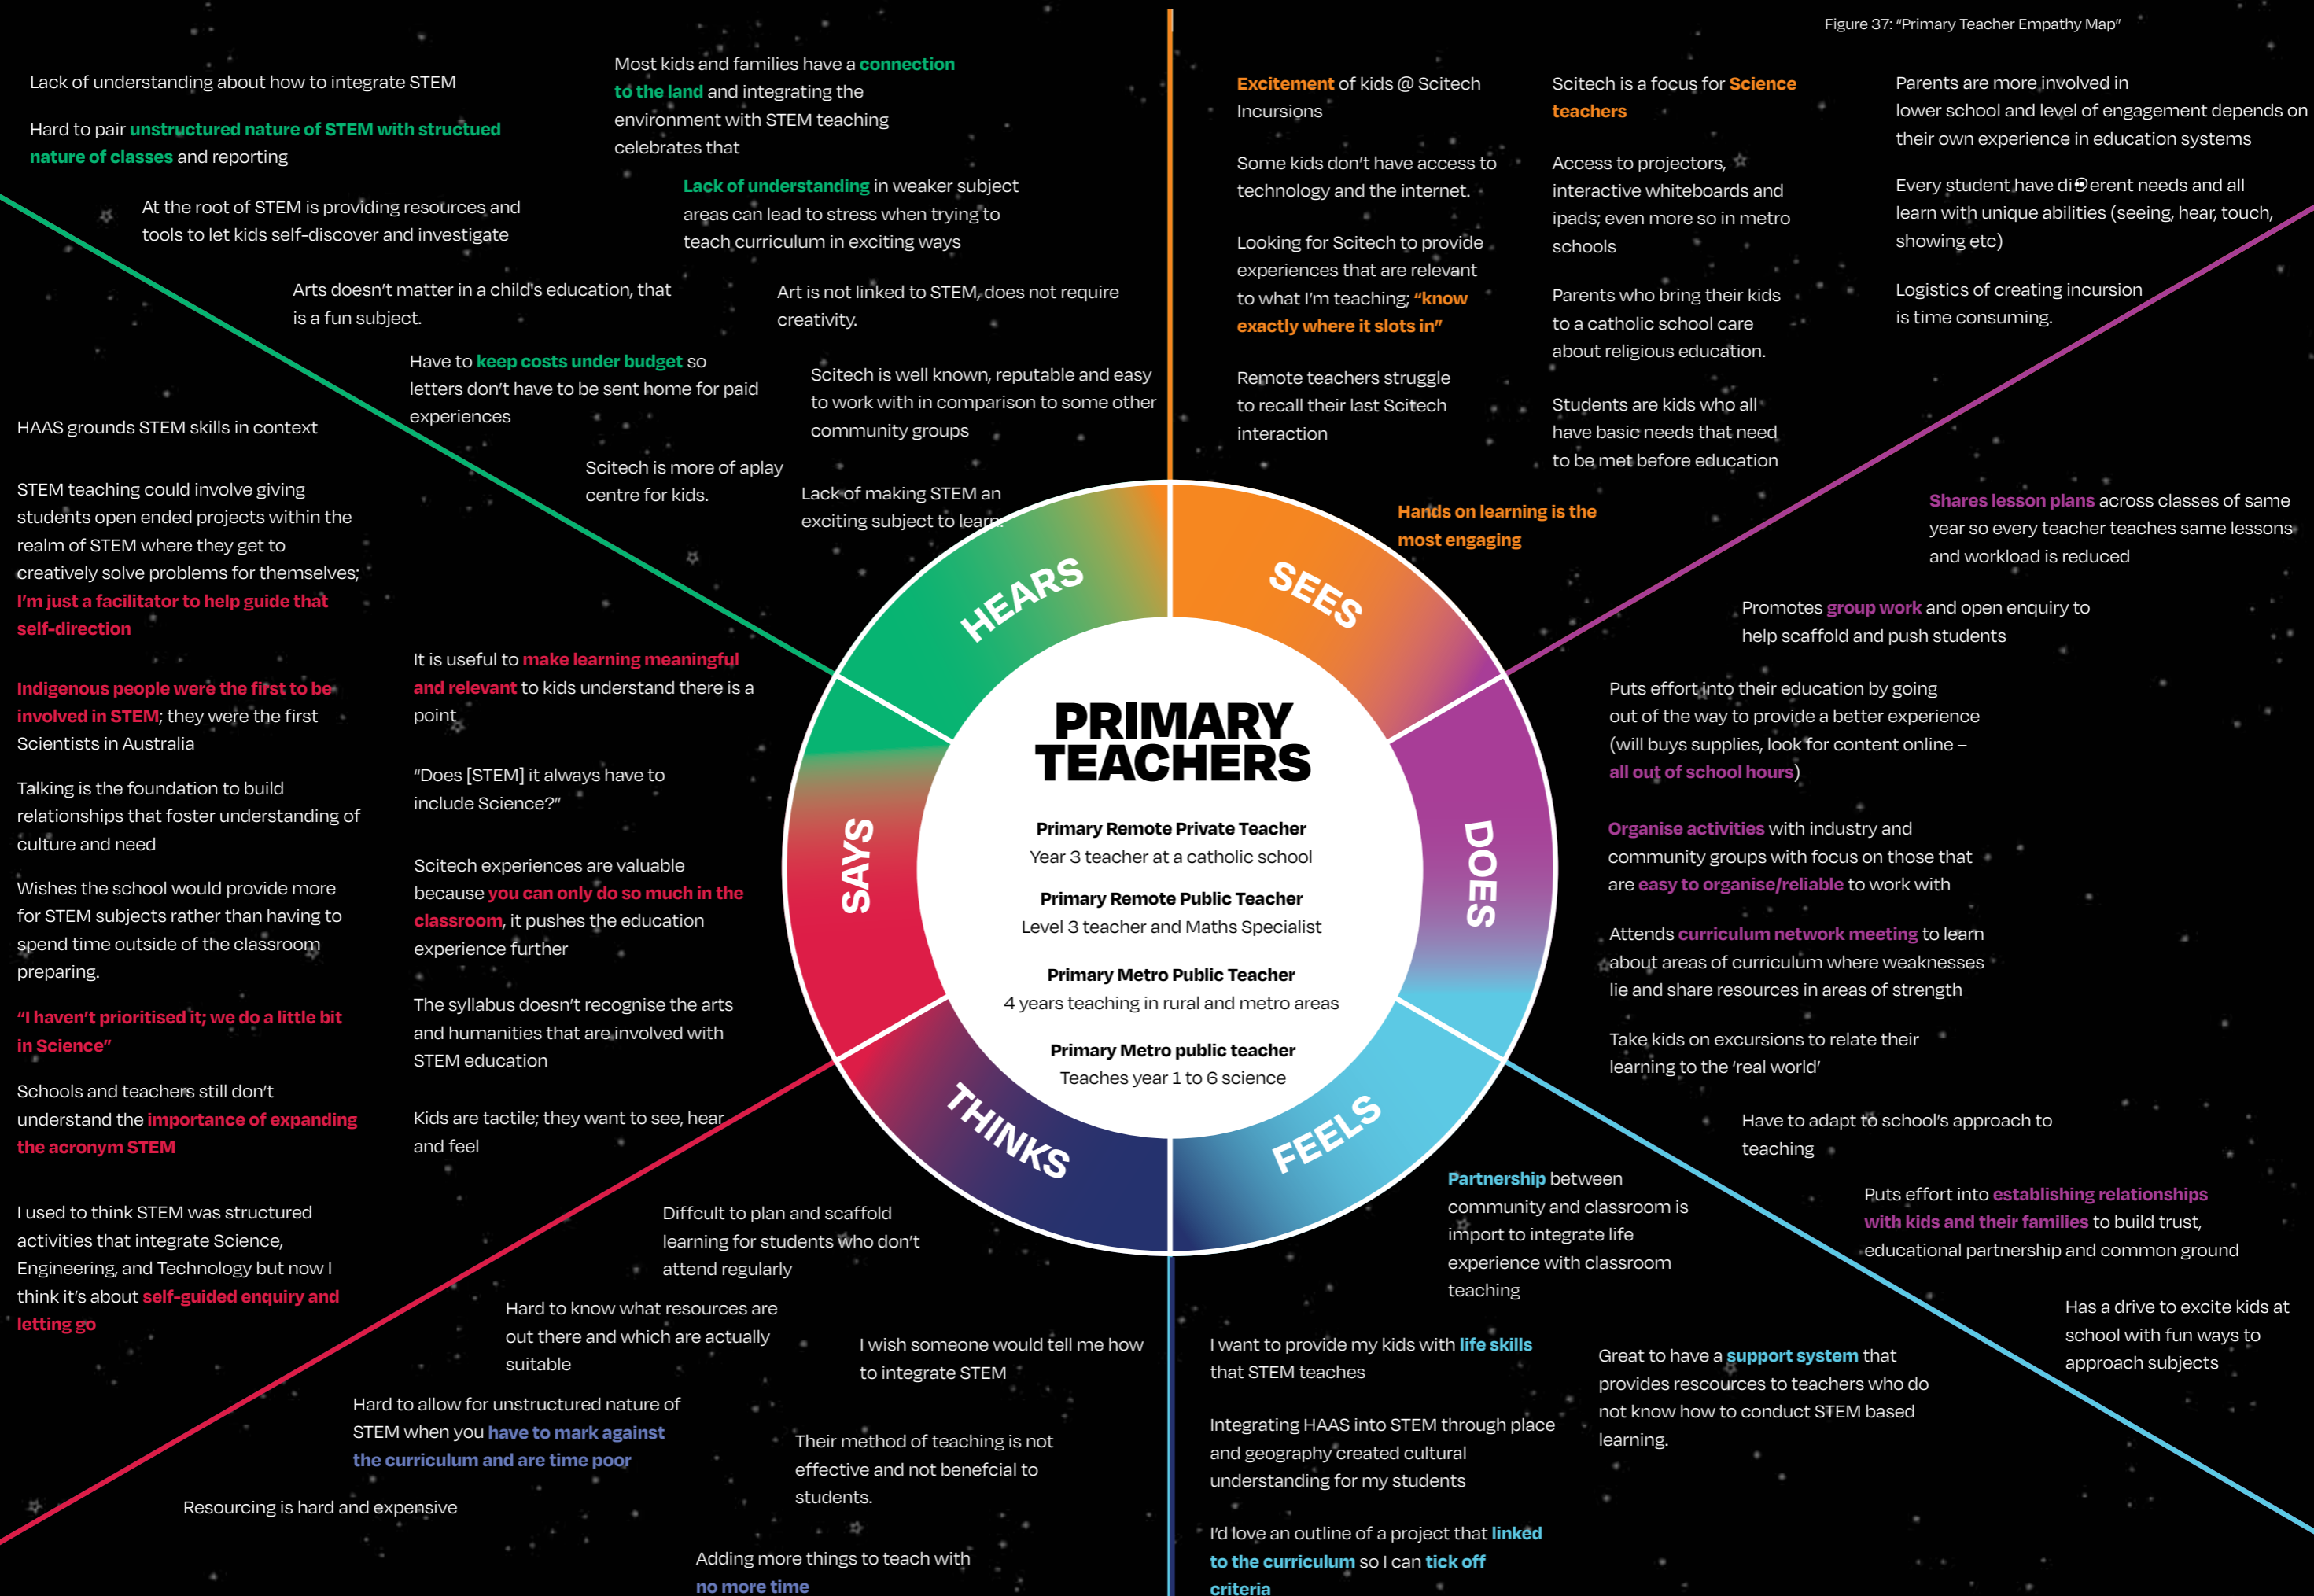 Figure 37: “Primary Teacher Empathy Map”
Lack of understanding about how to integrate STEM
Hard to pair unstructured nature of STEM with structued
nature of classes and reporting
At the root of STEM is providing resources and
tools to let kids self-discover and investigate
Arts doesn’t matter in a child’s education, that
is a fun subject.
Have to keep costs under budget so
letters don’t have to be sent home for paid
experiences
Scitech is more of aplay
centre for kids.
Most kids and families have a connection
to the land and integrating the
environment with STEM teaching
celebrates that
Lack of understanding in weaker subject
areas can lead to stress when trying to
teach curriculum in exciting ways
Art is not linked to STEM, does not require
creativity.
Scitech is well known, reputable and easy
to work with in comparison to some other
community groups
Lack of making STEM an
exciting subject to learn.
Excitement of kids @ Scitech
Incursions
Some kids don’t have access to
technology and the internet.
Looking for Scitech to provide
experiences that are relevant
to what I’m teaching; “know
exactly where it slots in”
Remote teachers struggle
to recall their last Scitech
interaction
Scitech is a focus for Science
teachers
Access to projectors,
interactive whiteboards and
ipads; even more so in metro
schools
Parents who bring their kids
to a catholic school care
about religious education.
Students are kids who all
have basic needs that need
to be met before education
Hands on learning is the
most engaging
Parents are more involved in
lower school and level of engagement depends on
their own experience in education systems
Every student have di erent needs and all
learn with unique abilities (seeing, hear, touch,
showing etc)
Logistics of creating incursion
is time consuming.
HAAS grounds STEM skills in context
STEM teaching could involve giving
students open ended projects within the
realm of STEM where they get to
creatively solve problems for themselves;
I’m just a facilitator to help guide that
self-direction
Indigenous people were the first to be
involved in STEM; they were the first
Scientists in Australia
Talking is the foundation to build
relationships that foster understanding of
culture and need
Wishes the school would provide more
for STEM subjects rather than having to
spend time outside of the classroom
preparing.
“I haven’t prioritised it; we do a little bit
in Science”
Schools and teachers still don’t
understand the importance of expanding
the acronym STEM
I used to think STEM was structured
activities that integrate Science,
Engineering, and Technology but now I
think it’s about self-guided enquiry and
letting go
It is useful to make learning meaningful
and relevant to kids understand there is a
point
“Does [STEM] it always have to
include Science?”
Scitech experiences are valuable
because you can only do so much in the
classroom, it pushes the education
experience further
The syllabus doesn’t recognise the arts
and humanities that are involved with
STEM education
Kids are tactile; they want to see, hear
and feel
HEARS
SEES
SAYS
DOES
THINKS
FEELS
PRIMARY
TEACHERS
Primary Remote Private Teacher
Year 3 teacher at a catholic school
Primary Remote Public Teacher
Level 3 teacher and Maths Specialist
Primary Metro Public Teacher
4 years teaching in rural and metro areas
Primary Metro public teacher
Teaches year 1 to 6 science
Shares lesson plans across classes of same
year so every teacher teaches same lessons
and workload is reduced
Promotes group work and open enquiry to
help scaffold and push students
Puts effort into their education by going
out of the way to provide a better experience
(will buys supplies, look for content online –
all out of school hours)
Organise activities with industry and
community groups with focus on those that
are easy to organise/reliable to work with
Attends curriculum network meeting to learn
about areas of curriculum where weaknesses
lie and share resources in areas of strength
Take kids on excursions to relate their
learning to the ‘real world’
Have to adapt to school’s approach to
teaching
Puts effort into establishing relationships
with kids and their families to build trust,
educational partnership and common ground
Has a drive to excite kids at
school with fun ways to
approach subjects
Diffcult to plan and scaffold
learning for students who don’t
attend regularly
Hard to know what resources are
out there and which are actually
suitable
Hard to allow for unstructured nature of
STEM when you have to mark against
the curriculum and are time poor
Resourcing is hard and expensive
I wish someone would tell me how
to integrate STEM
Their method of teaching is not
effective and not benefcial to
students.
Adding more things to teach with
no more time
Partnership between
community and classroom is
import to integrate life
experience with classroom
teaching
I want to provide my kids with life skills
that STEM teaches
Integrating HAAS into STEM through place
and geography created cultural
understanding for my students
I’d love an outline of a project that linked
to the curriculum so I can tick off
criteria
Great to have a support system that
provides rescources to teachers who do
not know how to conduct STEM based
learning.